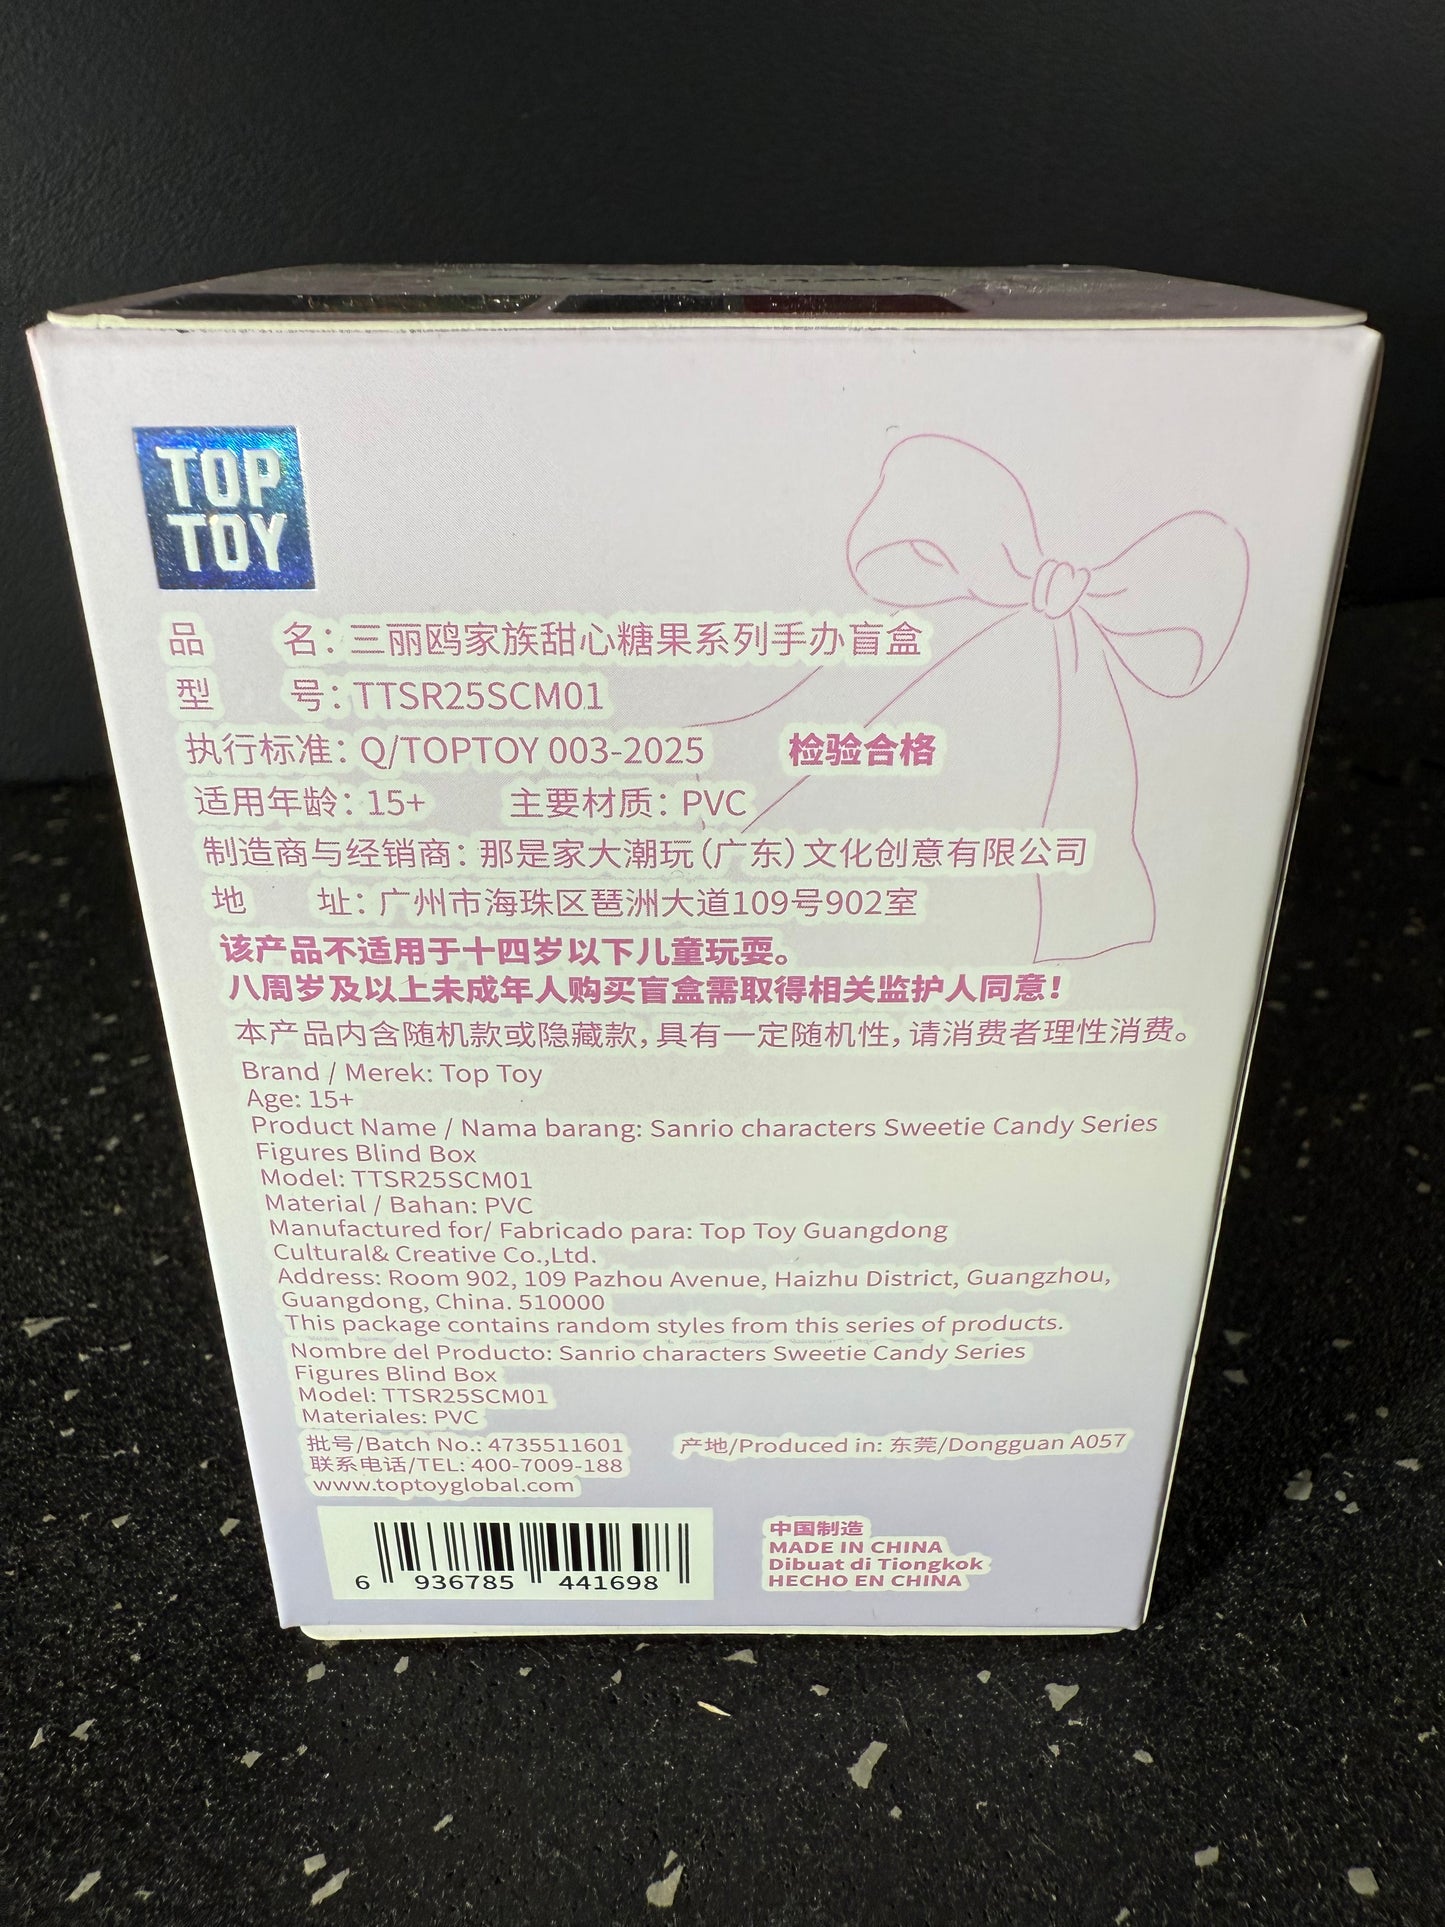 TOP
TOY
品 名：三丽鸥家族甜心糖果系列手办盲盒
型 号：TTSR25SCM01
执行标准：Q/TOPTOY 003-2025 检验合格
适用年龄：15+ 主要材质：PVC
制造商与经销商：那是家大潮玩（广东）文化创意有限公司
地 址：广州市海珠区琶洲大道109号902室
该产品不适用于十四岁以下儿童玩耍。
八周岁及以上未成年人购买盲盒需取得相关监护人同意！
本产品内含随机款或隐藏款，具有一定随机性，请消费者理性消费。
Brand / Merek: Top Toy
Age: 15+
Product Name / Nama barang: Sanrio characters Sweetie Candy Series
Figures Blind Box
Model: TTSR25SCM01
Material / Bahan: PVC
Manufactured for/ Fabricado para: Top Toy Guangdong
Cultural& Creative Co.,Ltd.
Address: Room 902, 109 Pazhou Avenue, Haizhu District, Guangzhou,
Guangdong, China. 510000
This package contains random styles from this series of products.
Nombre del Producto: Sanrio characters Sweetie Candy Series
Figures Blind Box
Model: TTSR25SCM01
Materiales: PVC
批号/Batch No.: 4735511601 产地/Produced in: 东莞/Dongguan A057
联系电话/TEL: 400-7009-188
www.toptoyglobal.com
6 936785 441698
中国制造
MADE IN CHINA
Dibuat di Tiongkok
HECHO EN CHINA